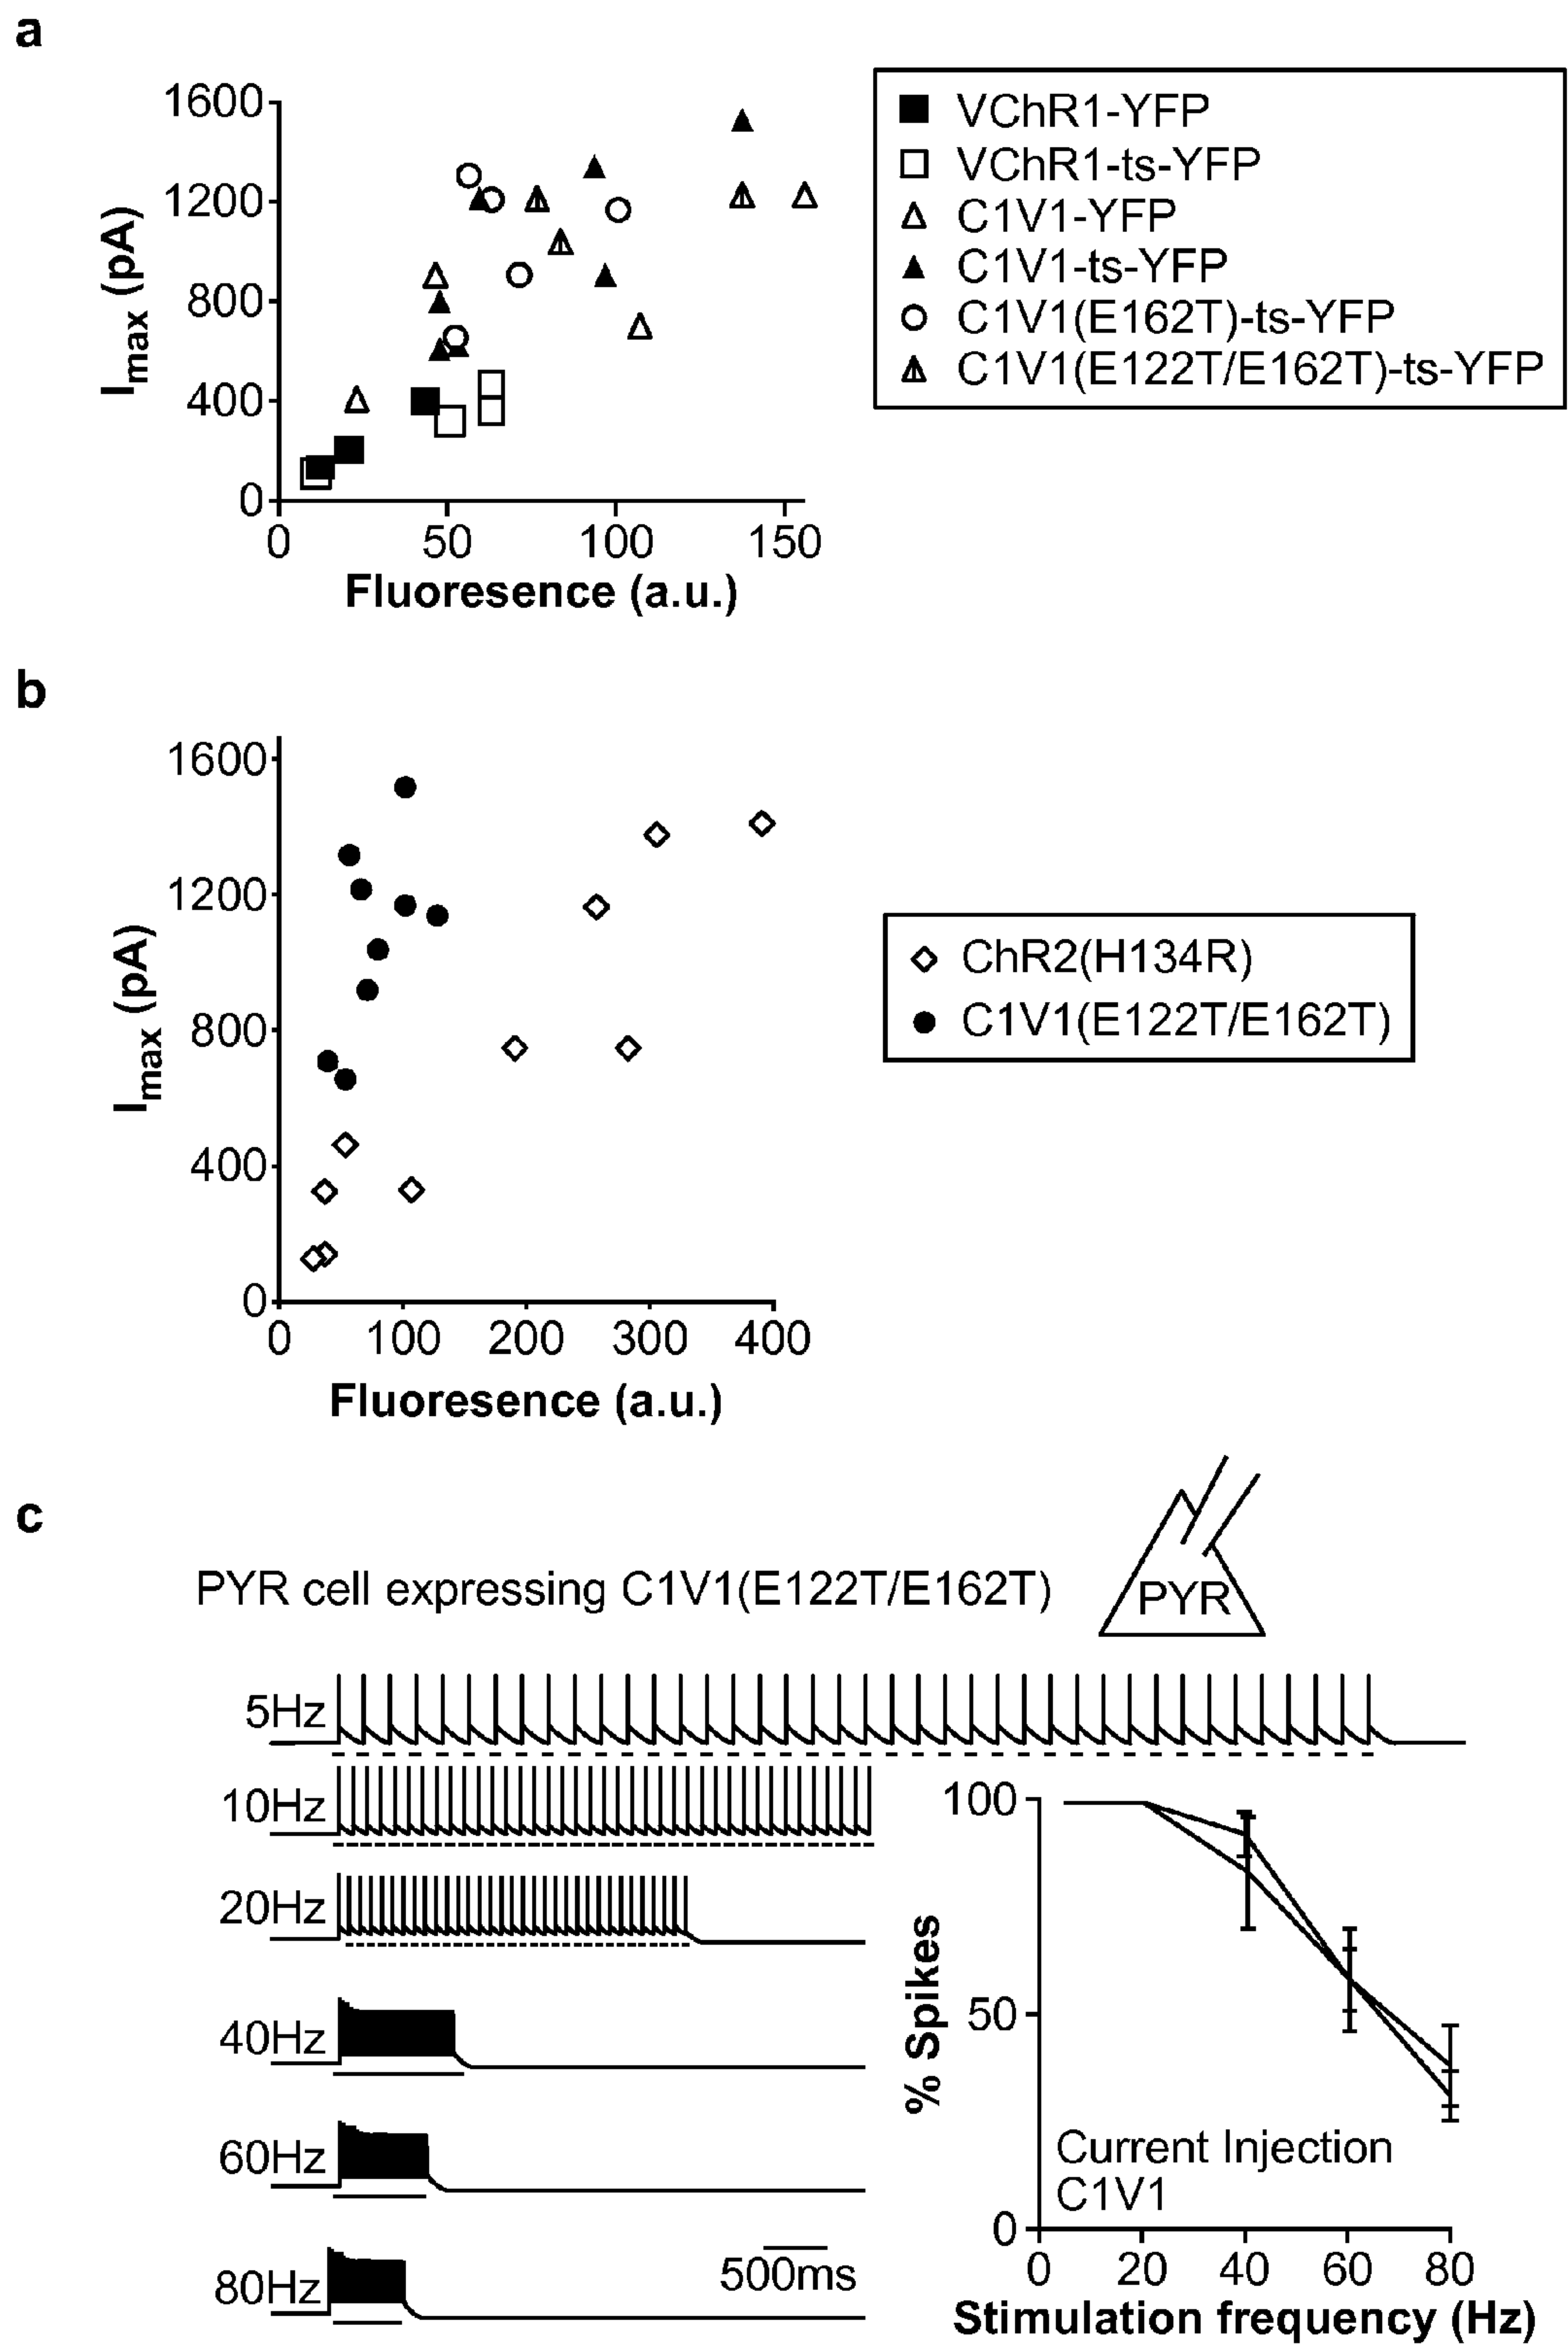 a
1600
1200
800
400
0
I max (pA)
0 50 100 150
Fluoresence (a.u.)
VChR1-YFP
VChR1-ts-YFP
C1V1-YFP
C1V1-ts-YFP
C1V1(E162T)-ts-YFP
C1V1(E122T/E162T)-ts-YFP
b
1600
1200
800
400
0
I max (pA)
0 100 200 300 400
Fluoresence (a.u.)
ChR2(H134R)
C1V1(E122T/E162T)
c
PYR cell expressing C1V1(E122T/E162T)
PYR
5Hz
10Hz
20Hz
40Hz
60Hz
80Hz
500ms
100
50
0
% Spikes
Current Injection
C1V1
0 20 40 60 80
Stimulation frequency (Hz)